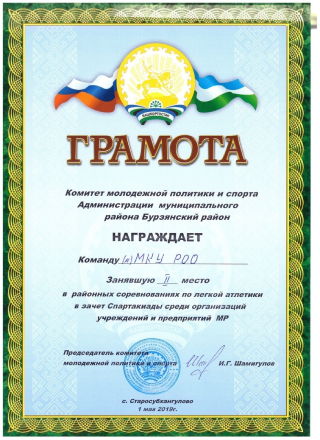 БАШКОРТОСТАН
ГРАМОТА
Комитет молодежной политики и спорта
Администрации муниципального
района Бурзянский район
НАГРАЖДАЕТ
Команду (и) МКУ РОО
Занявшую II место
в районных соревнованиях по легкой атлетики
в зачет Спартакиады среди организаций
учреждений и предприятий МР
Председатель комитета
молодежной политики и спорта И.Г. Шамигулов
с. Старосубхангулово
1 мая 2019г.